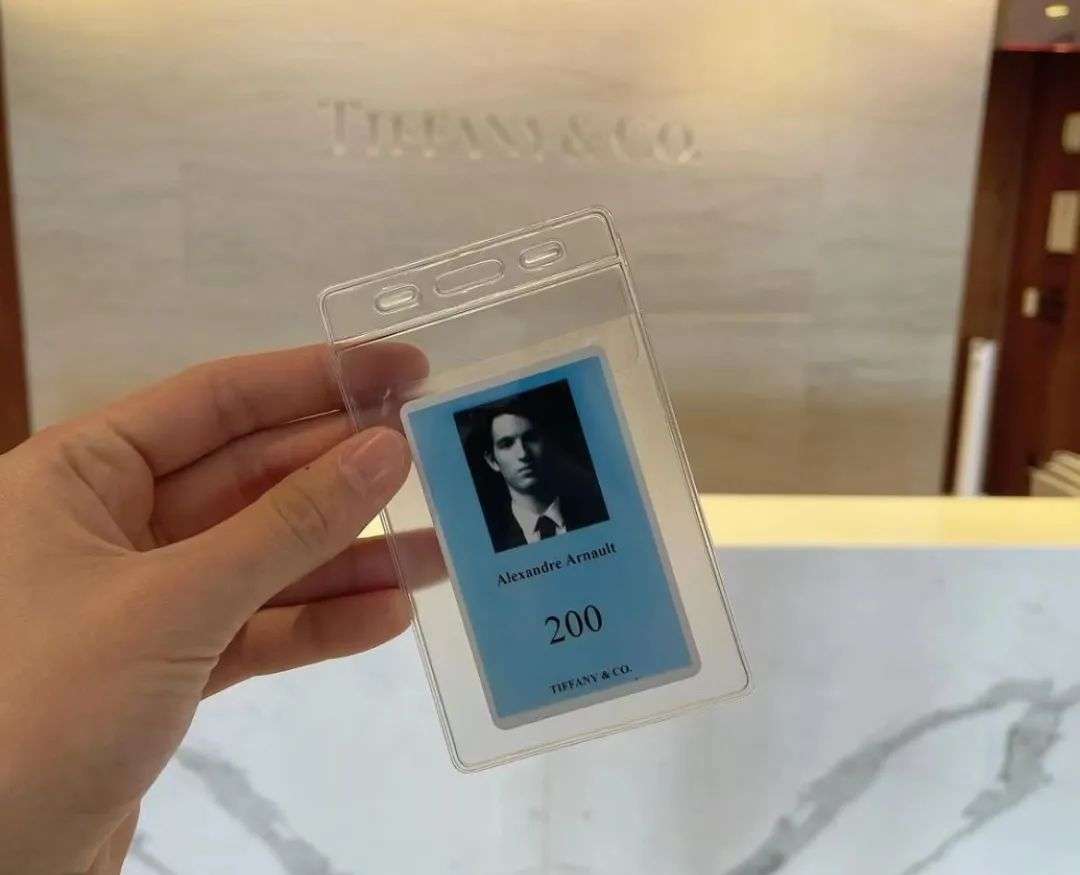 TIFFANY & CO.
Alexandre Arnault
200
TIFFANY & CO.